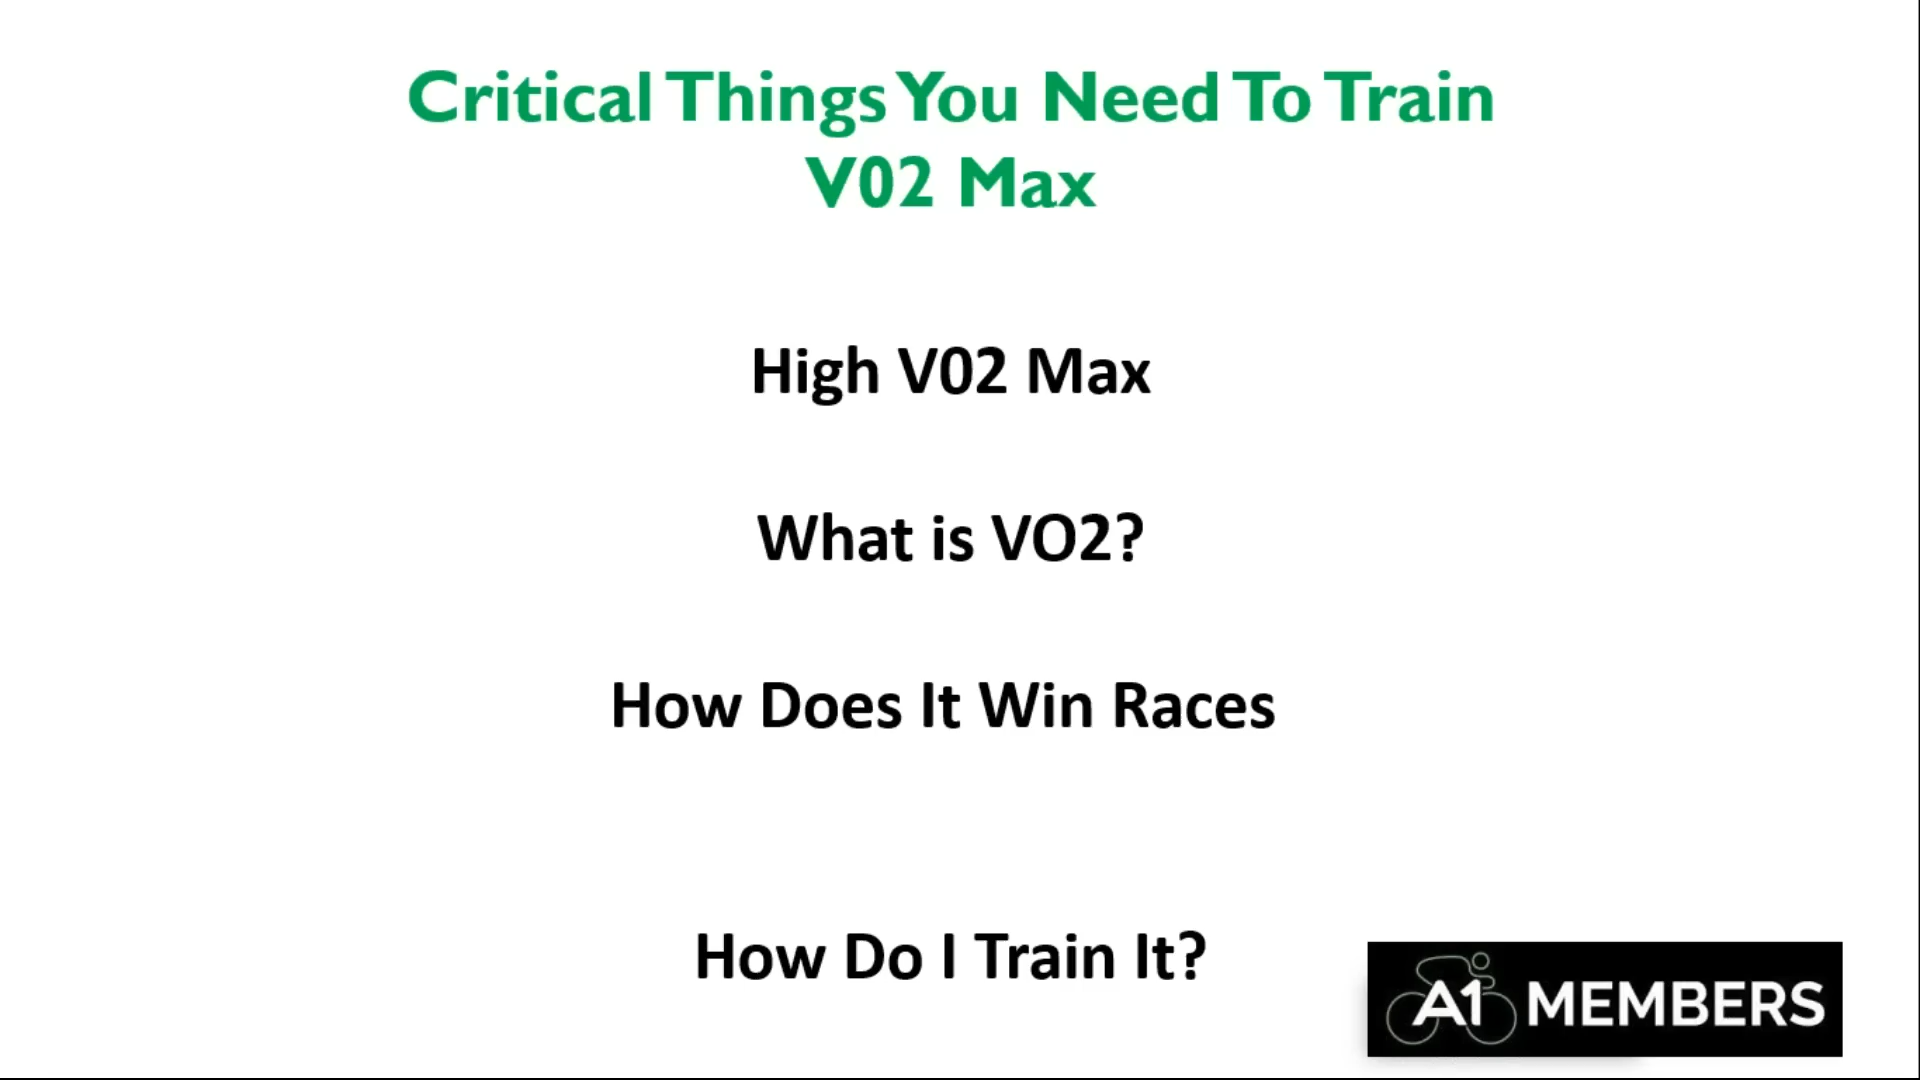 Critical Things You Need To Train
V02 Max
High V02 Max
What is VO2?
How Does It Win Races
How Do I Train It?
A1 MEMBERS